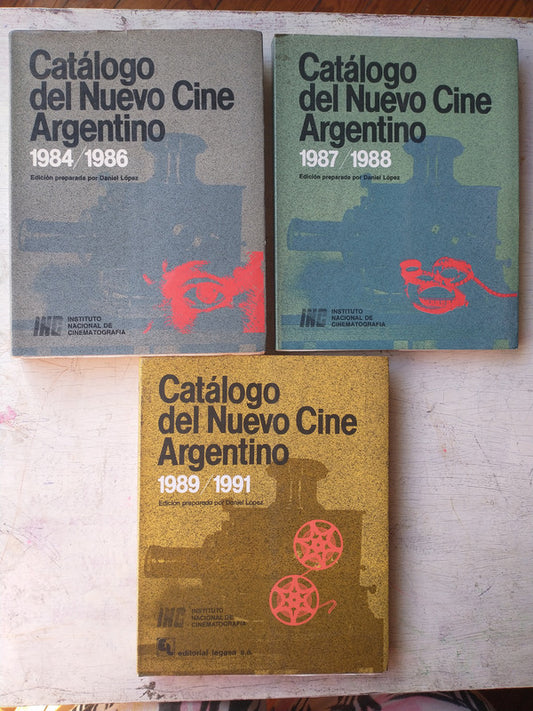 Catálogo
del Nuevo Cine
Argentino
1984/1986
Edición preparada por Daniel López
INC INSTITUTO
NACIONAL DE
CINEMATOGRAFIA
Catálogo
del Nuevo Cine
Argentino
1987/1988
Edición preparada por Daniel López
INC INSTITUTO
NACIONAL DE
CINEMATOGRAFIA
Catálogo
del Nuevo Cine
Argentino
1989/1991
Edición preparada por Daniel López
INC INSTITUTO
NACIONAL DE
CINEMATOGRAFIA
editorial legasa s.a.